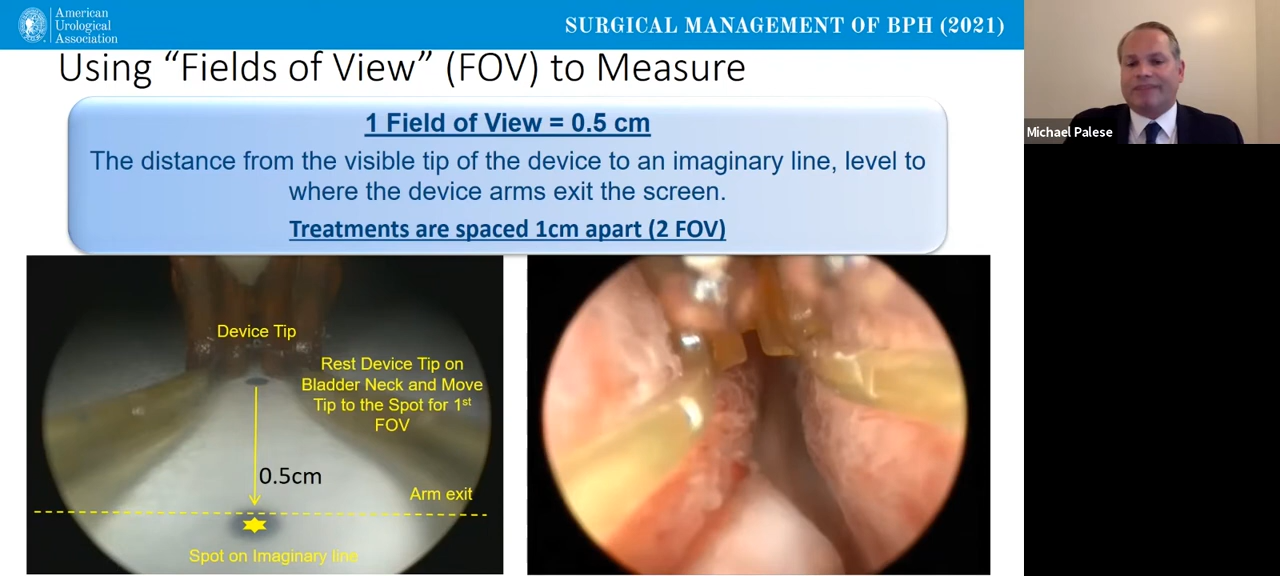 American
Urological
Association
SURGICAL MANAGEMENT OF BPH (2021)
Using “Fields of View” (FOV) to Measure
1 Field of View = 0.5 cm
The distance from the visible tip of the device to an imaginary line, level to
where the device arms exit the screen.
Treatments are spaced 1cm apart (2 FOV)
Device Tip
Rest Device Tip on
Bladder Neck and Move
Tip to the Spot for 1st
FOV
0.5cm
Arm exit
Spot on Imaginary line
Michael Palese